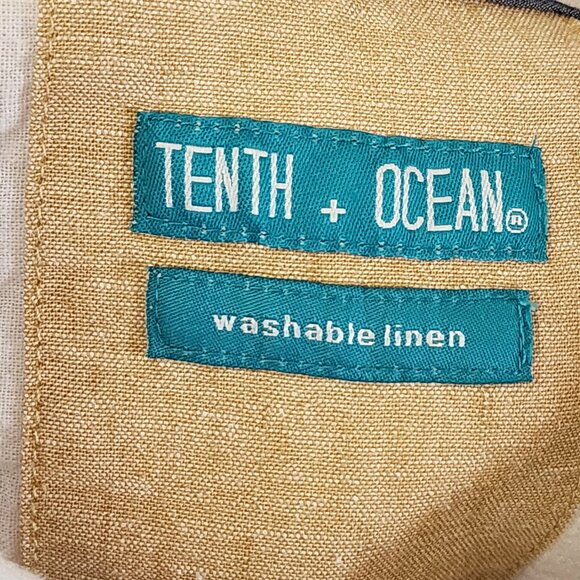 TENTH + OCEAN®
washable linen